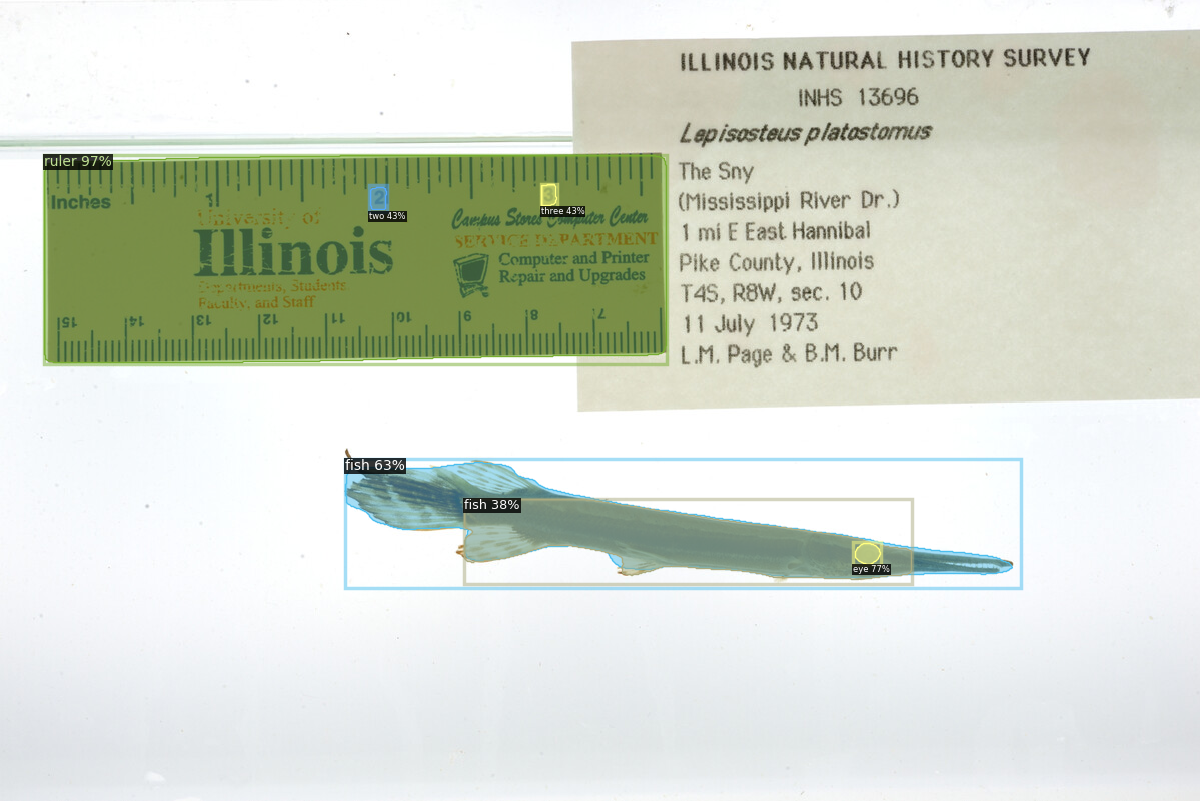 ILLINOIS NATURAL HISTORY SURVEY
INHS 13696
Lepisosteus platostomus
The Sny
(Mississippi River Dr.)
1 mi E East Hannibal
Pike County, Illinois
T4S, R8W, sec. 10
11 July 1973
L.M. Page & B.M. Burr
ruler 97%
Inches
1
2
3
two 43%
three 43%
University of
Illinois
Departments, Students,
Faculty, and Staff
Campus Stores Computer Center
SERVICE DEPARTMENT
Computer and Printer
Repair and Upgrades
15 14 13 12 11 10 9 8 7
fish 63%
fish 38%
eye 77%